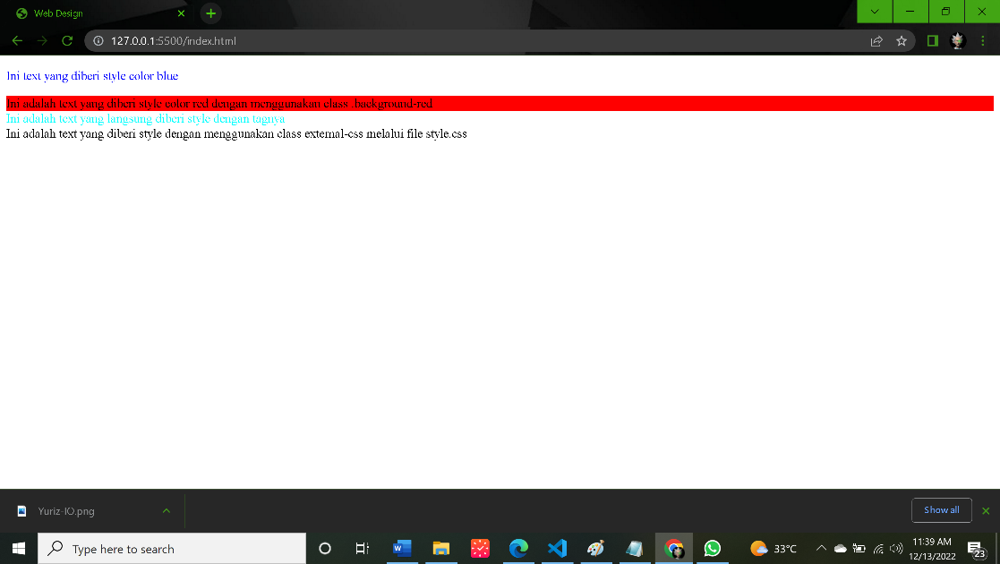 Web Design
127.0.0.1:5500/index.html
Ini text yang diberi style color blue
Ini adalah text yang diberi style color red dengan menggunakan class .background-red
Ini adalah text yang langsung diberi style dengan tagnya
Ini adalah text yang diberi style dengan menggunakan class external-css melalui file style.css
Yuriz-IO.png
Show all
Type here to search
33°C
11:39 AM
12/13/2022
23